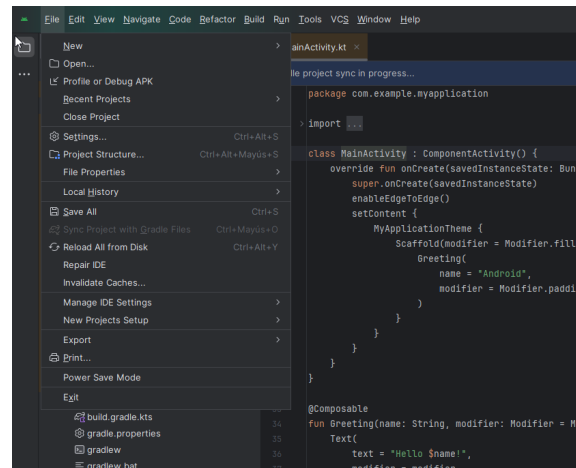 File Edit View Navigate Code Refactor Build Run Tools VCS Window Help
New
Open...
Profile or Debug APK
Recent Projects
Close Project
Settings... Ctrl+Alt+S
Project Structure... Ctrl+Alt+Mayús+S
File Properties
Local History
Save All Ctrl+S
Sync Project with Gradle Files Ctrl+Mayús+O
Reload All from Disk Ctrl+Alt+Y
Repair IDE
Invalidate Caches...
Manage IDE Settings
New Projects Setup
Export
Print...
Power Save Mode
Exit
build.gradle.kts
gradle.properties
gradlew
gradlew.bat
ainActivity.kt
lle project sync in progress...
package com.example.myapplication
import ...
class MainActivity : ComponentActivity() {
override fun onCreate(savedInstanceState: Bun
super.onCreate(savedInstanceState)
enableEdgeToEdge()
setContent {
MyApplicationTheme {
Scaffold(modifier = Modifier.fill
Greeting(
name = "Android",
modifier = Modifier.paddi
)
}
}
}
}
}
@Composable
34 fun Greeting(name: String, modifier: Modifier = M
35 Text(
36 text = "Hello $name!",
modifier = modifier